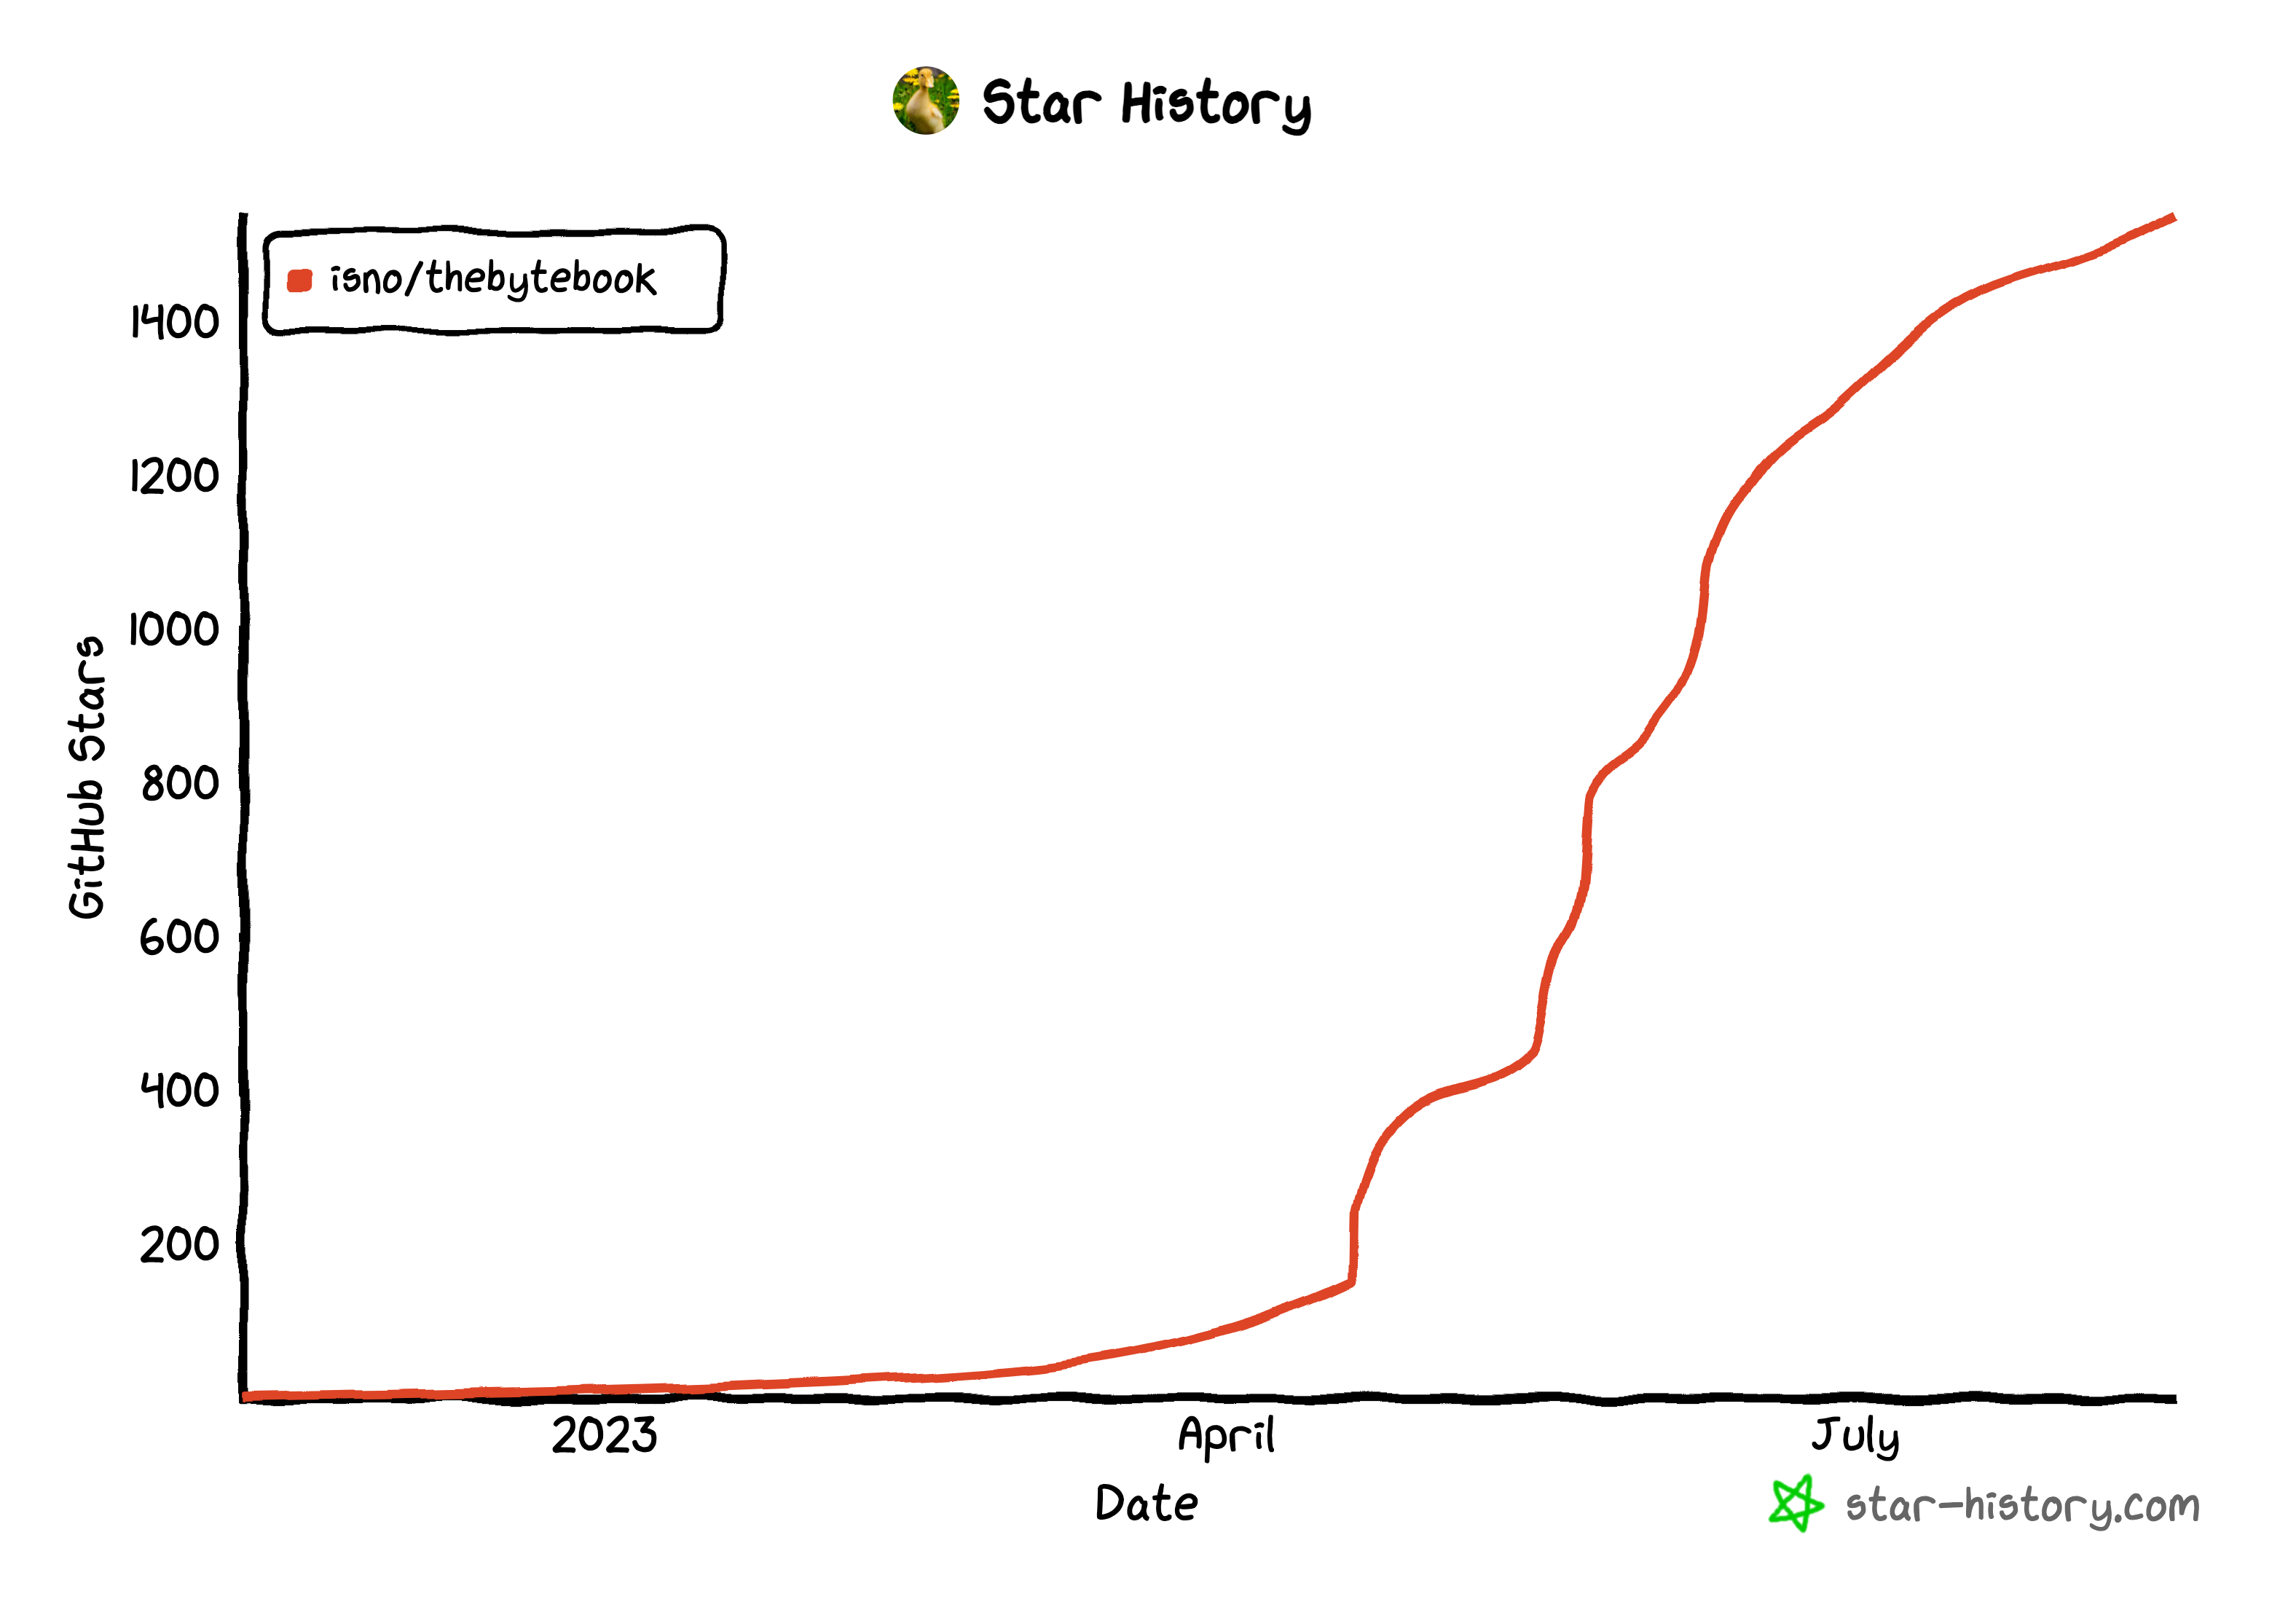 Star History
isno/thebytebook
1400
1200
1000
800
600
400
200
GitHub Stars
2023
April
July
Date
star-history.com